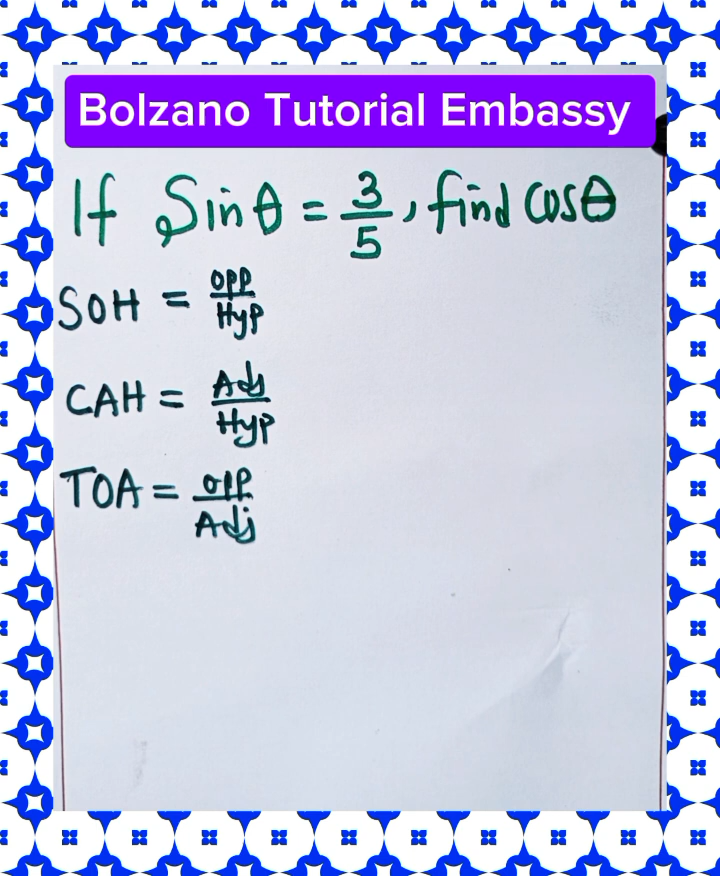 Bolzano Tutorial Embassy
If Sinθ = 3/5, find cosθ
SOH = opp/Hyp
CAH = Adj/Hyp
TOA = opp/Adj